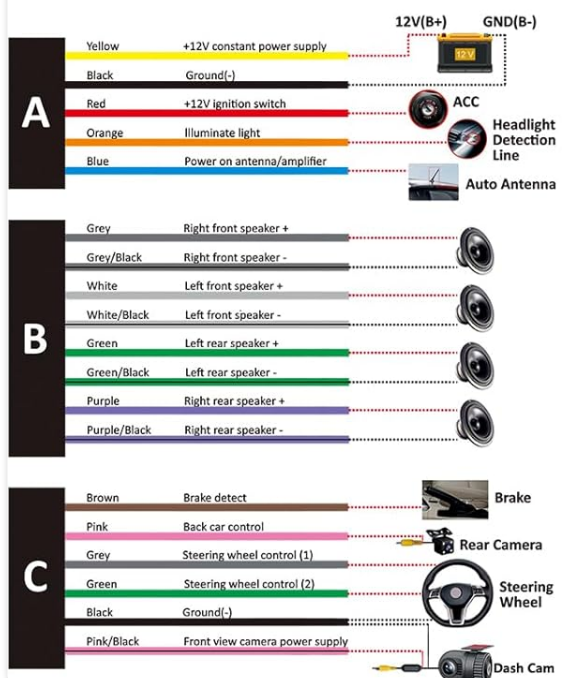 12V(B+) GND(B-)
Yellow +12V constant power supply
12 V
Black Ground(-)
A
Red +12V ignition switch
ACC
Orange Illuminate light
Headlight
Detection
Line
Blue Power on antenna/amplifier
Auto Antenna
Grey Right front speaker +
Grey/Black Right front speaker -
White Left front speaker +
White/Black Left front speaker -
B
Green Left rear speaker +
Green/Black Left rear speaker -
Purple Right rear speaker +
Purple/Black Right rear speaker -
Brown Brake detect
Brake
Pink Back car control
Rear Camera
Grey Steering wheel control (1)
C
Green Steering wheel control (2)
Steering
Wheel
Black Ground(-)
Pink/Black Front view camera power supply
Dash Cam